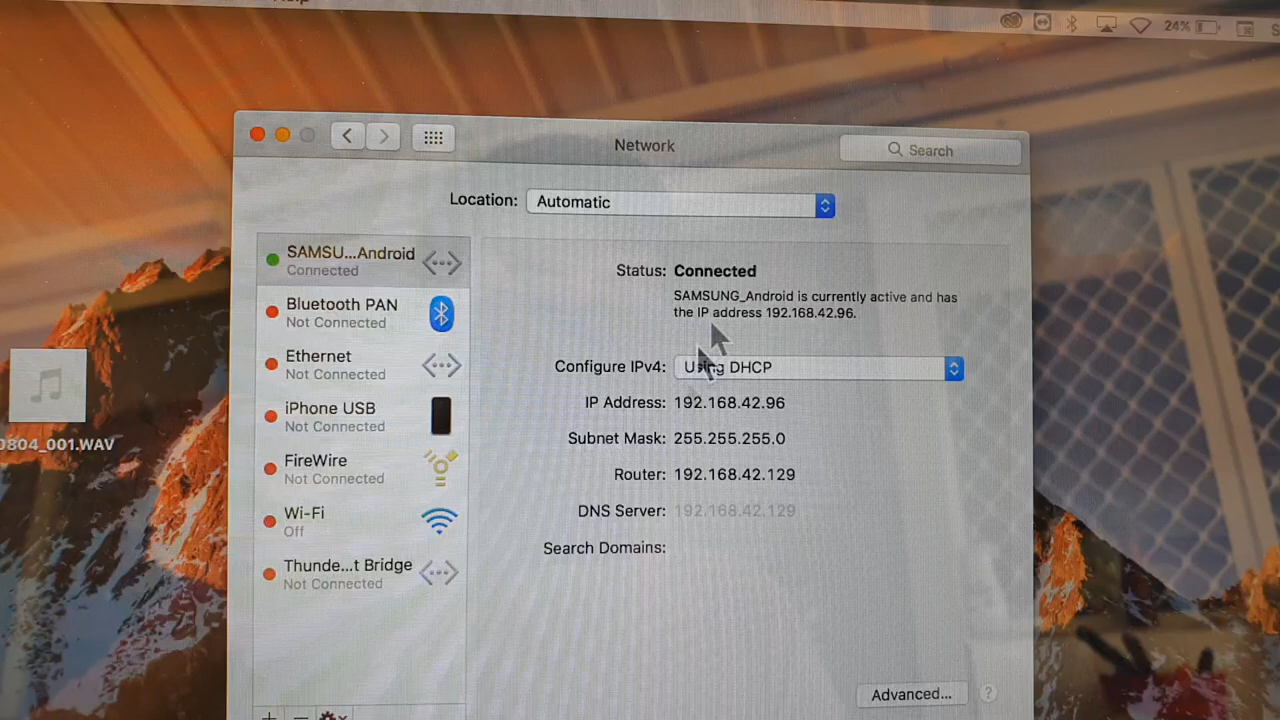 24%
Network
Search
Location: Automatic
SAMSU...Android
Connected
Bluetooth PAN
Not Connected
Ethernet
Not Connected
iPhone USB
Not Connected
FireWire
Not Connected
Wi-Fi
Off
Thunde...t Bridge
Not Connected
Status: Connected
SAMSUNG_Android is currently active and has
the IP address 192.168.42.96.
Configure IPv4: Using DHCP
IP Address: 192.168.42.96
Subnet Mask: 255.255.255.0
Router: 192.168.42.129
DNS Server: 192.168.42.129
Search Domains:
Advanced... ?
0804_001.WAV